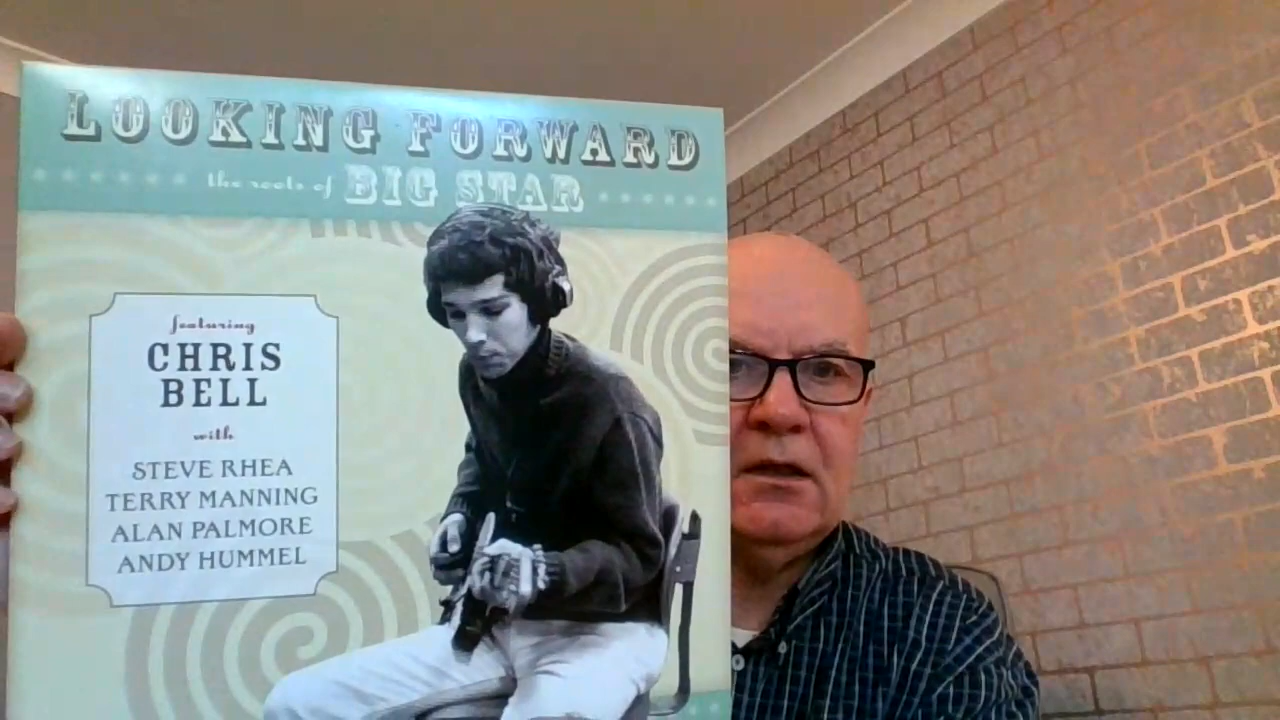 LOOKING FORWARD
the roots of BIG STAR
featuring
CHRIS
BELL
with
STEVE RHEA
TERRY MANNING
ALAN PALMORE
ANDY HUMMEL